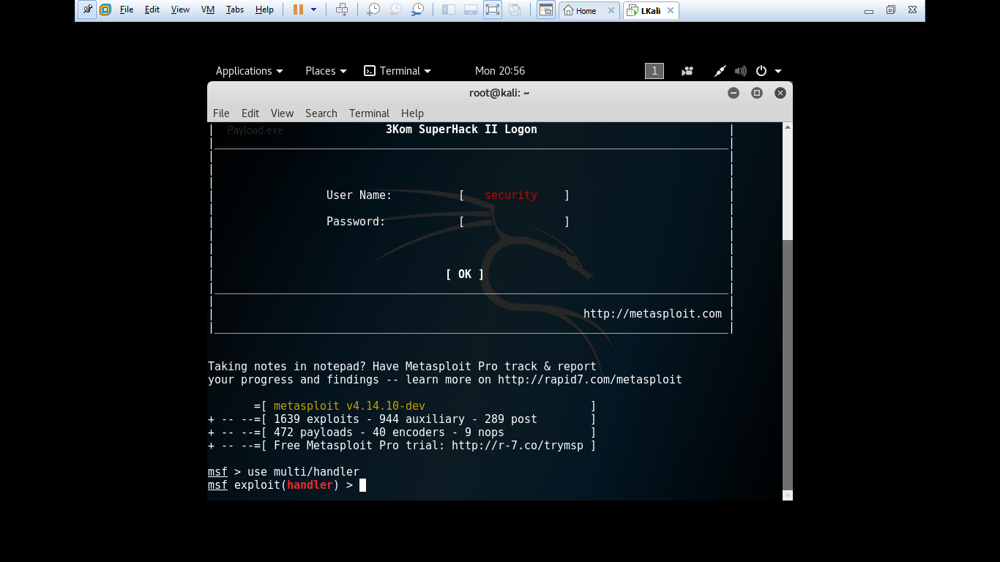 File Edit View VM Tabs Help Home LKali
Applications Places Terminal Mon 20:56 1
root@kali: ~
File Edit View Search Terminal Help
Payload.exe 3Kom SuperHack II Logon
User Name: [ security ]
Password: [ ]
[ OK ]
http://metasploit.com
Taking notes in notepad? Have Metasploit Pro track & report
your progress and findings -- learn more on http://rapid7.com/metasploit
=[ metasploit v4.14.10-dev ]
+ -- --=[ 1639 exploits - 944 auxiliary - 289 post ]
+ -- --=[ 472 payloads - 40 encoders - 9 nops ]
+ -- --=[ Free Metasploit Pro trial: http://r-7.co/trymsp ]
msf > use multi/handler
msf exploit(handler) >